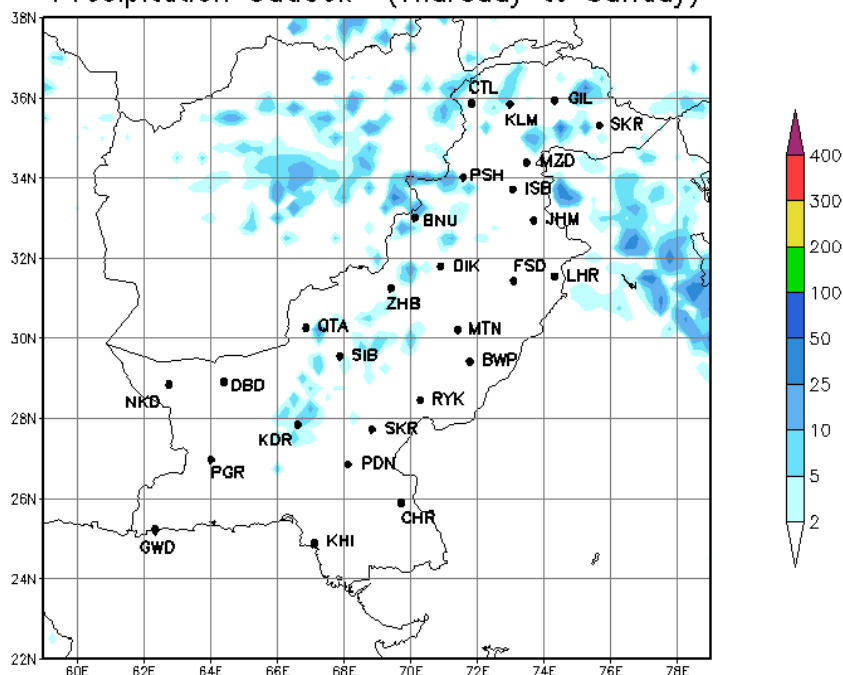 Precipitation Outlook (Thursday to Sunday)
38N
CTL
36N
GIL
KLM
SKR
MZD
400
34N
PSH
ISB
300
BNU
JHM
32N
200
DIK
FSD
LHR
ZHB
100
30N
QTA
MTN
50
SIB
BWP
DBD
25
NKD
RYK
28N
KDR
SKR
10
PDN
PGR
5
26N
CHR
2
GWD
KHI
24N
22N
60E 62E 64E 66E 68E 70E 72E 74E 76E 78E